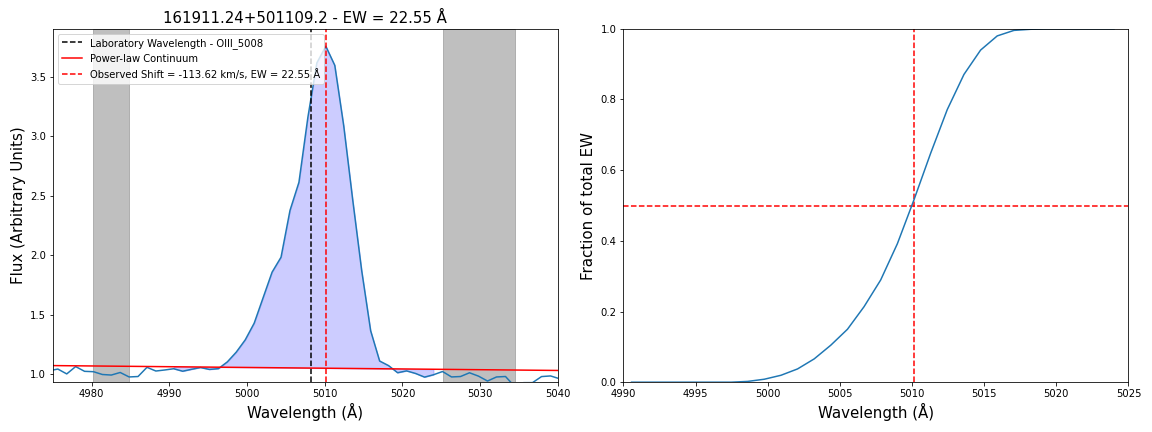 161911.24+501109.2 - EW = 22.55 Å
Laboratory Wavelength - OIII_5008
Power-law Continuum
Observed Shift = -113.62 km/s, EW = 22.55 Å
Flux (Arbitrary Units)
3.5
3.0
2.5
2.0
1.5
1.0
4980 4990 5000 5010 5020 5030 5040
Wavelength (Å)
Fraction of total EW
1.0
0.8
0.6
0.4
0.2
0.0
4990 4995 5000 5005 5010 5015 5020 5025
Wavelength (Å)